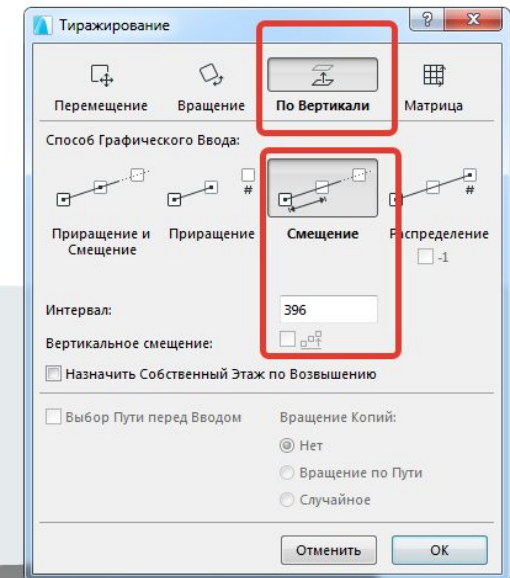 Тиражирование
Перемещение Вращение По Вертикали Матрица
Способ Графического Ввода:
# #
Приращение и Смещение Приращение Смещение Распределение
-1
Интервал: 396
Вертикальное смещение:
Назначить Собственный Этаж по Возвышению
Выбор Пути перед Вводом Вращение Копий:
Нет
Вращение по Пути
Случайное
Отменить OK